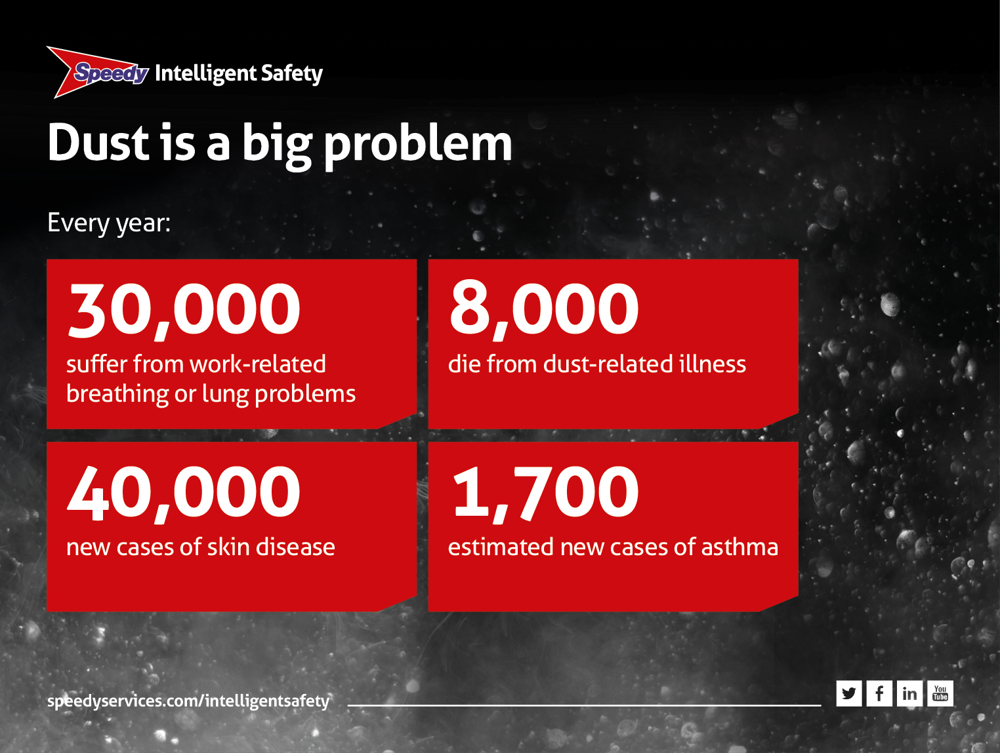 Speedy Intelligent Safety
Dust is a big problem
Every year:
30,000
suffer from work-related
breathing or lung problems
8,000
die from dust-related illness
40,000
new cases of skin disease
1,700
estimated new cases of asthma
speedyservices.com/intelligentsafety
f
in
You
Tube